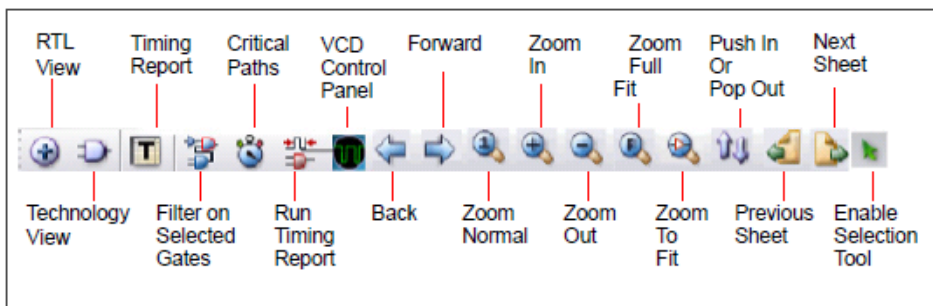 RTL
View
Timing
Report
Critical
Paths
VCD
Control
Panel
Forward
Zoom
In
Zoom
Full
Fit
Push In
Or
Pop Out
Next
Sheet
T
1
F
Technology
View
Filter on
Selected
Gates
Run
Timing
Report
Back
Zoom
Normal
Zoom
Out
Zoom
To
Fit
Previous
Sheet
Enable
Selection
Tool